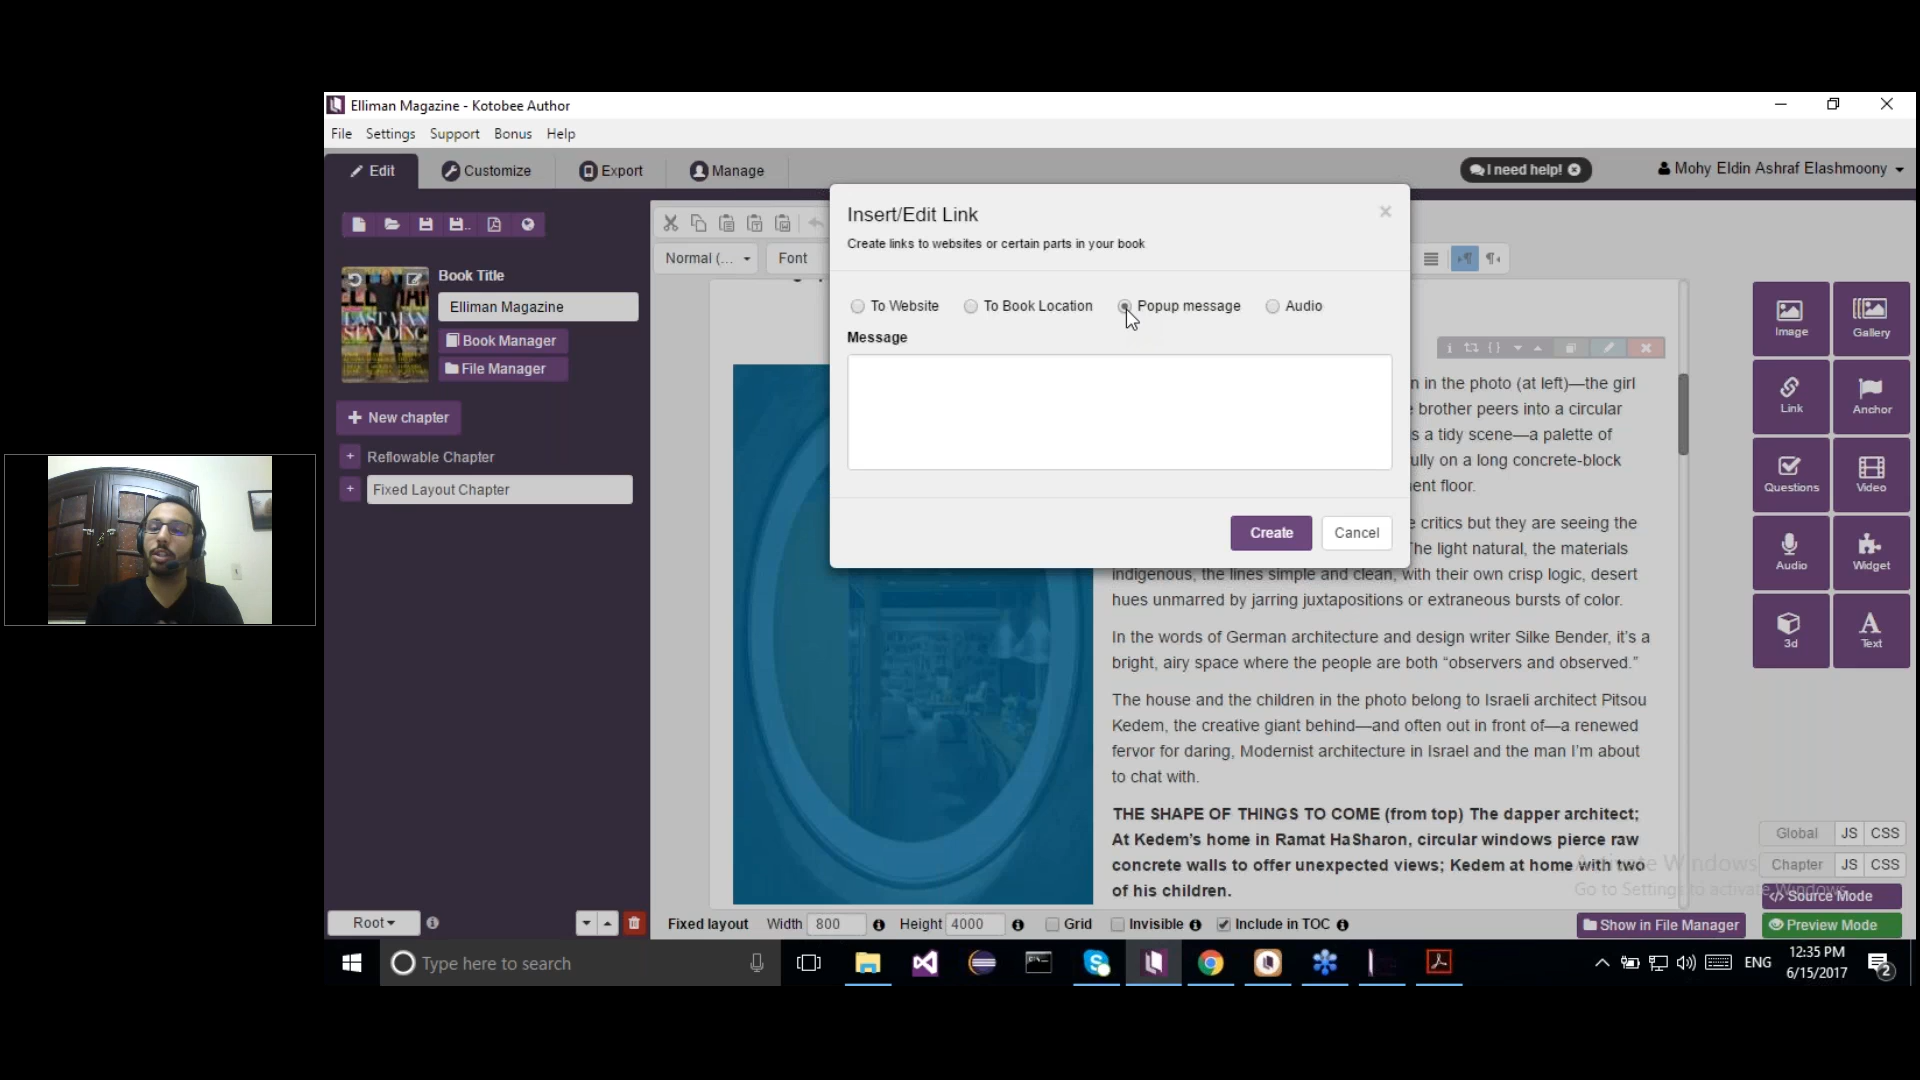 Elliman Magazine - Kotobee Author
File Settings Support Bonus Help
Edit Customize Export Manage
I need help!
Mohy Eldin Ashraf Elashmoony
Book Title
Elliman Magazine
Book Manager
File Manager
LAST MAN
STANDING
New chapter
+ Reflowable Chapter
+ Fixed Layout Chapter
Normal (... Font
Insert/Edit Link
×
Create links to websites or certain parts in your book
To Website To Book Location Popup message Audio
Message
Create Cancel
n in the photo (at left)—the girl
brother peers into a circular
s a tidy scene—a palette of
ully on a long concrete-block
ent floor.
critics but they are seeing the
The light natural, the materials
indigenous, the lines simple and clean, with their own crisp logic, desert
hues unmarred by jarring juxtapositions or extraneous bursts of color.
In the words of German architecture and design writer Silke Bender, it's a
bright, airy space where the people are both “observers and observed.”
The house and the children in the photo belong to Israeli architect Pitsou
Kedem, the creative giant behind—and often out in front of—a renewed
fervor for daring, Modernist architecture in Israel and the man I'm about
to chat with.
THE SHAPE OF THINGS TO COME (from top) The dapper architect;
At Kedem's home in Ramat HaSharon, circular windows pierce raw
concrete walls to offer unexpected views; Kedem at home with two
of his children.
Image Gallery
Link Anchor
Questions Video
Audio Widget
3d Text
Global JS CSS
Chapter JS CSS
Activate Windows
Go to Settings to activate Windows.
</> Source Mode
Root
Fixed layout Width 800 Height 4000 Grid Invisible Include in TOC
Show in File Manager
Preview Mode
Type here to search
ENG
12:35 PM
6/15/2017
2